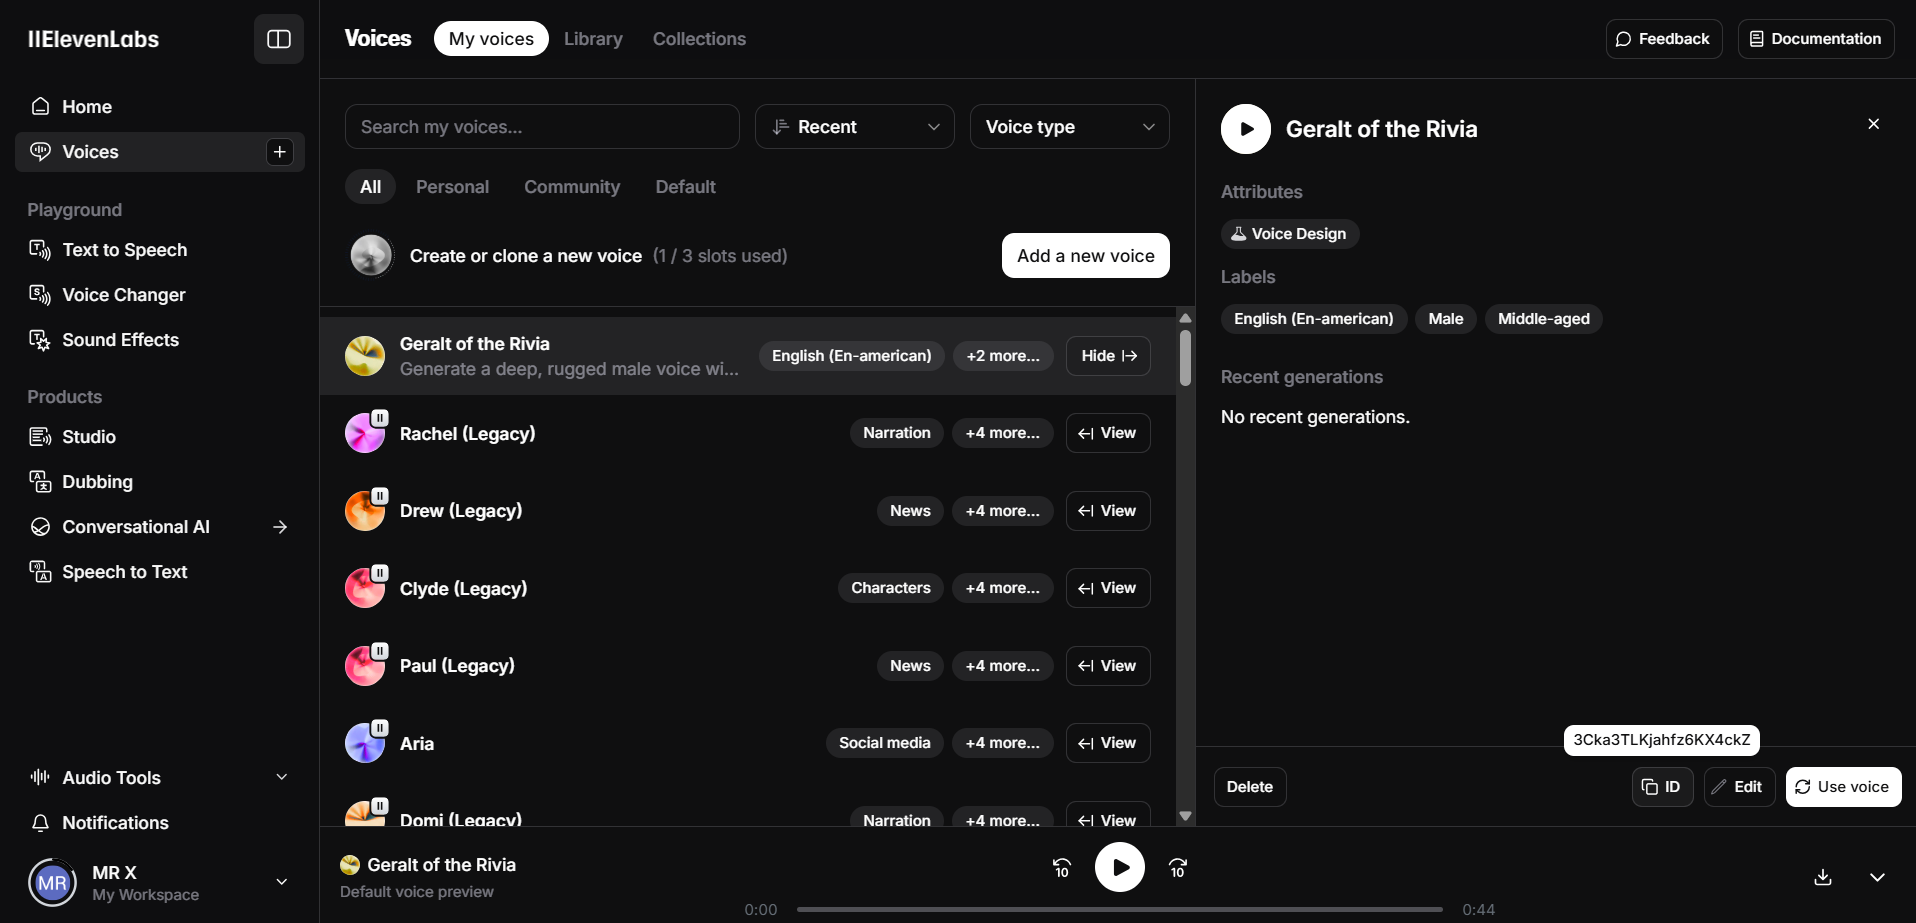 IIElevenLabs
Home
Voices
Playground
Text to Speech
Voice Changer
Sound Effects
Products
Studio
Dubbing
Conversational AI
Speech to Text
Audio Tools
Notifications
MR
MR X
My Workspace
Voices My voices Library Collections
Feedback Documentation
Search my voices... Recent Voice type
All Personal Community Default
Create or clone a new voice (1 / 3 slots used) Add a new voice
Geralt of the Rivia
Generate a deep, rugged male voice wi... English (En-american) +2 more... Hide
Rachel (Legacy) Narration +4 more... View
Drew (Legacy) News +4 more... View
Clyde (Legacy) Characters +4 more... View
Paul (Legacy) News +4 more... View
Aria Social media +4 more... View
Domi (Legacy) Narration +4 more... View
Geralt of the Rivia
Attributes
Voice Design
Labels
English (En-american) Male Middle-aged
Recent generations
No recent generations.
3Cka3TLKjahfz6KX4ckZ
Delete ID Edit Use voice
Geralt of the Rivia
Default voice preview
10 10
0:00 0:44